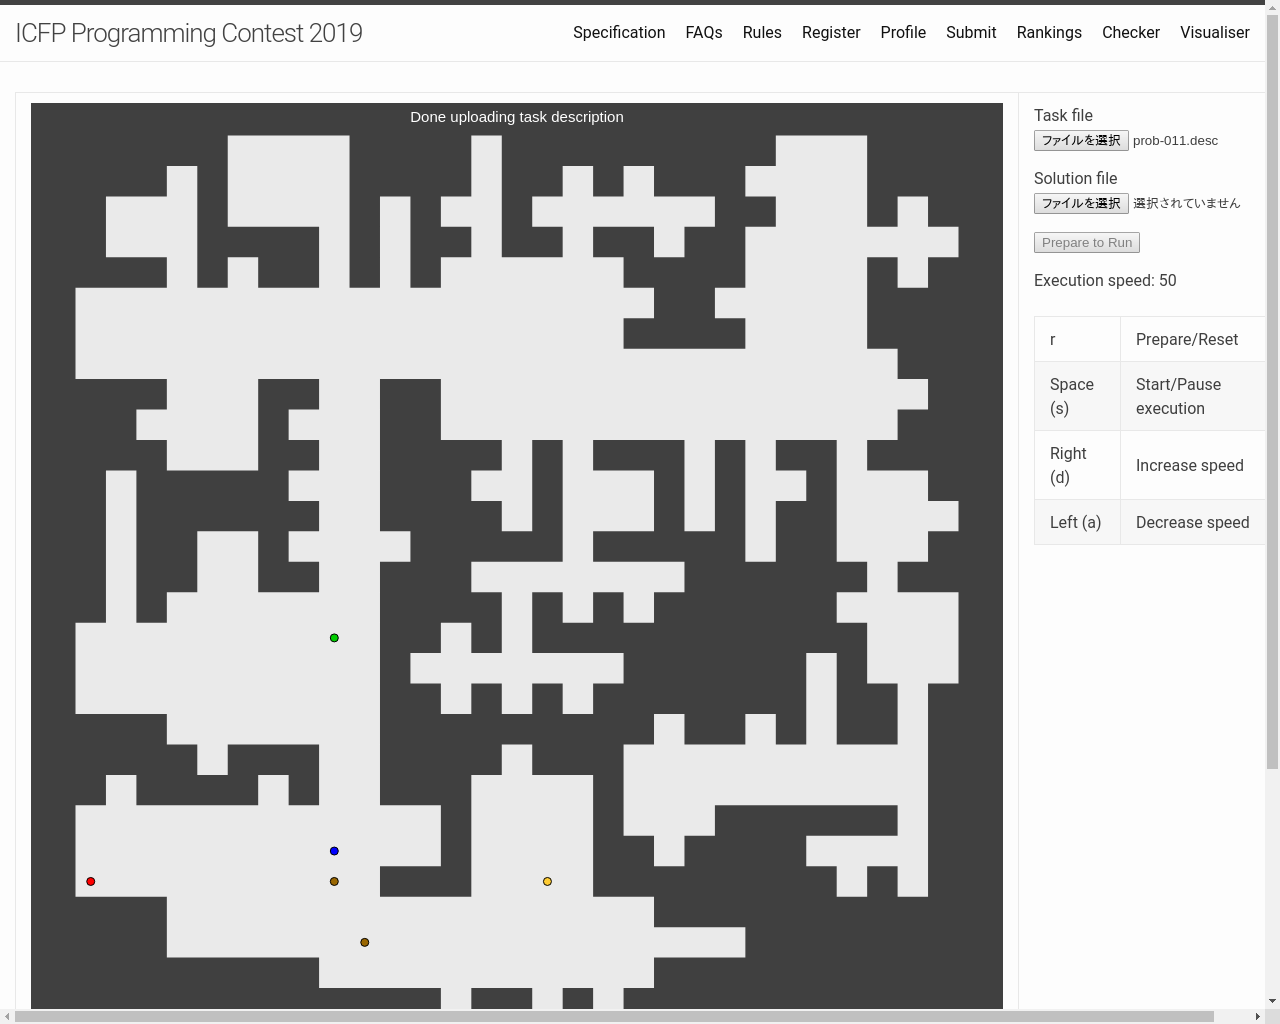 ICFP Programming Contest 2019
Specification FAQs Rules Register Profile Submit Rankings Checker Visualiser
Done uploading task description
Task file
ファイルを選択 prob-011.desc
Solution file
ファイルを選択 選択されていません
Prepare to Run
Execution speed: 50
r Prepare/Reset
Space (s) Start/Pause execution
Right (d) Increase speed
Left (a) Decrease speed